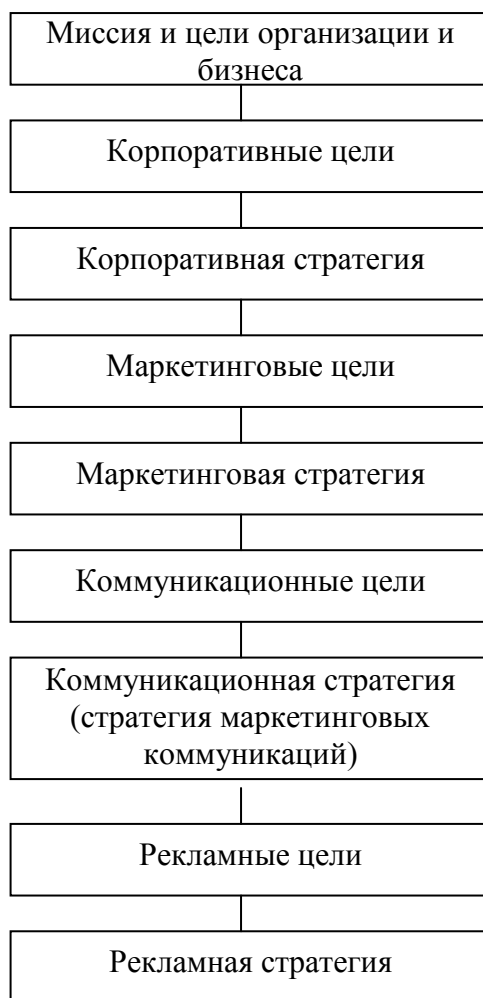 Миссия и цели организации и
бизнеса
Корпоративные цели
Корпоративная стратегия
Маркетинговые цели
Маркетинговая стратегия
Коммуникационные цели
Коммуникационная стратегия
(стратегия маркетинговых
коммуникаций)
Рекламные цели
Рекламная стратегия